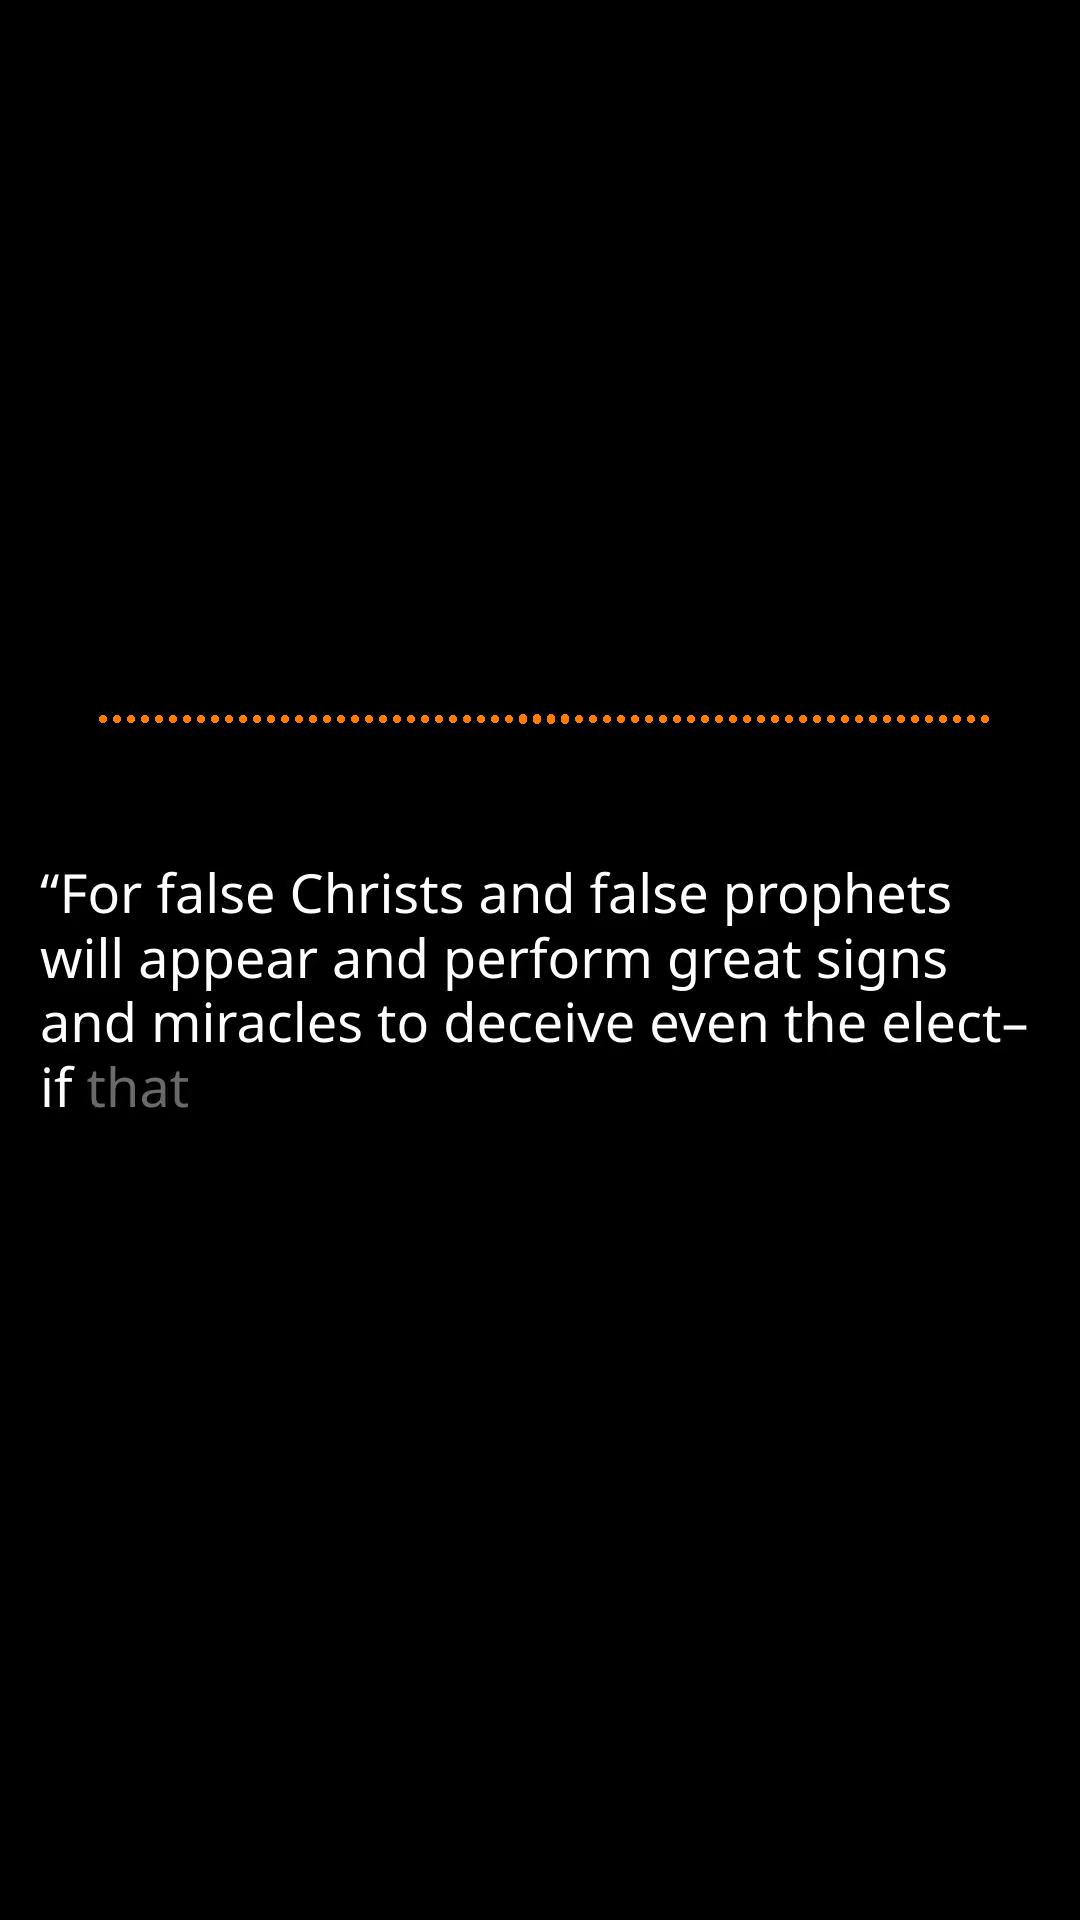 “For false Christs and false prophets
will appear and perform great signs
and miracles to deceive even the elect–
if that